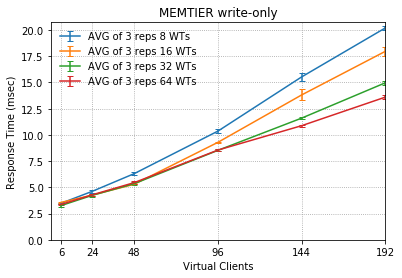 MEMTIER write-only
AVG of 3 reps 8 WTs
AVG of 3 reps 16 WTs
AVG of 3 reps 32 WTs
AVG of 3 reps 64 WTs
Response Time (msec)
20.0
17.5
15.0
12.5
10.0
7.5
5.0
2.5
0.0
6 24 48 96 144 192
Virtual Clients